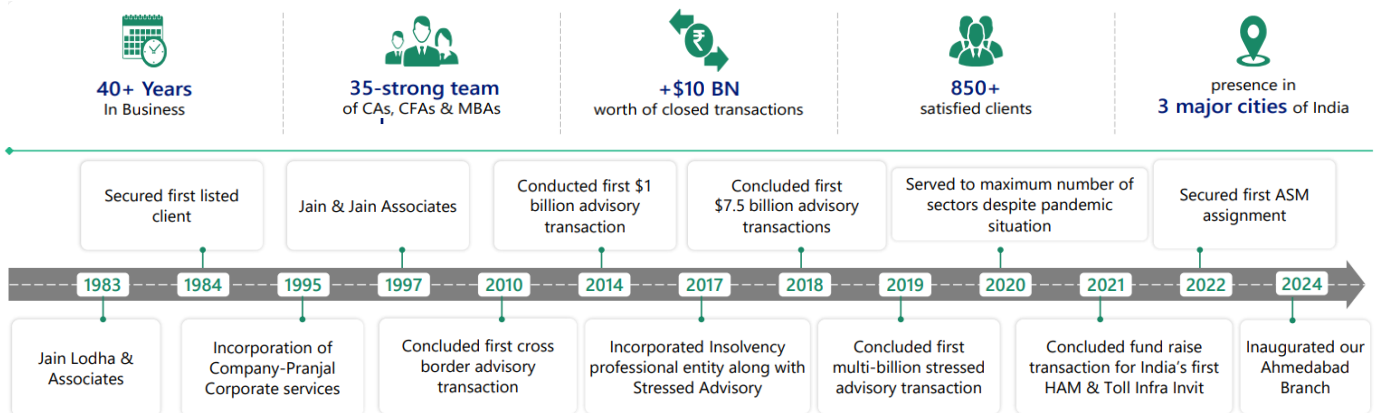 40+ Years
In Business
35-strong team
of CAs, CFAs & MBAs
₹
+$10 BN
worth of closed transactions
850+
satisfied clients
presence in
3 major cities of India
Secured first listed
client
Jain & Jain Associates
Conducted first $1
billion advisory
transaction
Concluded first
$7.5 billion advisory
transactions
Served to maximum number of
sectors despite pandemic
situation
Secured first ASM
assignment
1983
1984
1995
1997
2010
2014
2017
2018
2019
2020
2021
2022
2024
Jain Lodha &
Associates
Incorporation of
Company-Pranjal
Corporate services
Concluded first cross
border advisory
transaction
Incorporated Insolvency
professional entity along with
Stressed Advisory
Concluded first
multi-billion stressed
advisory transaction
Concluded fund raise
transaction for India's first
HAM & Toll Infra Invit
Inaugurated our
Ahmedabad
Branch